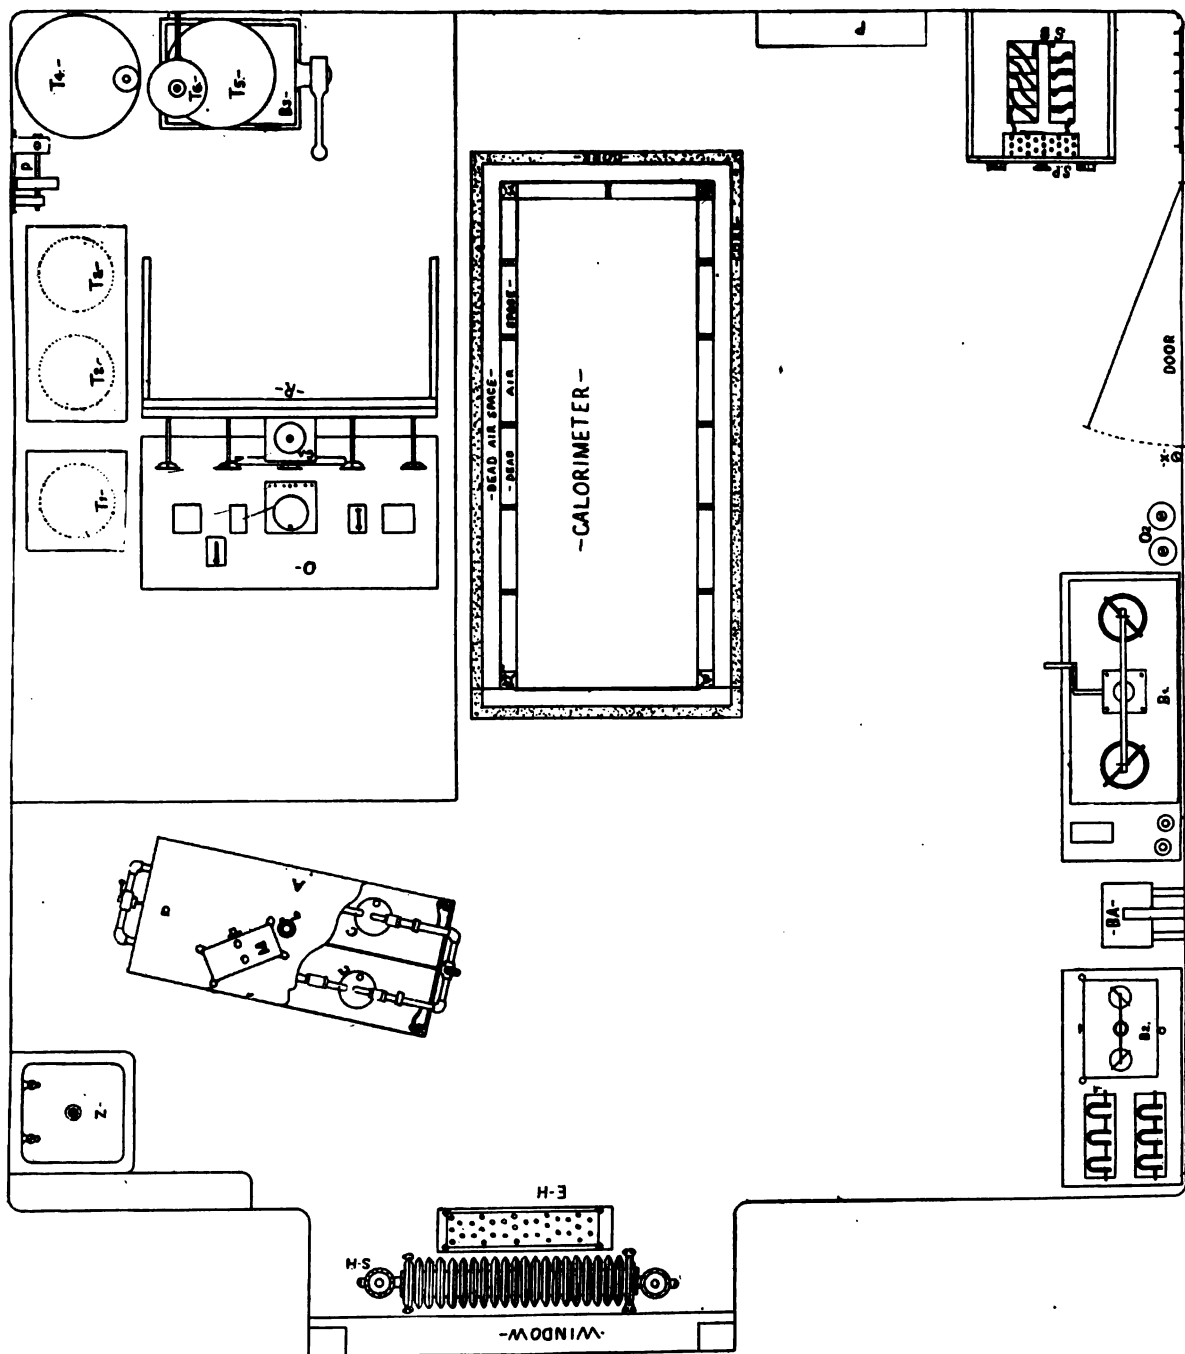 T4.-
T6-
T5-
B3-
P
S B
S.P
P
T3-
T2-
T1-
-R-
-O
-CORK-
-DEAD AIR SPACE-
-DEAD AIR SPACE-
-CALORIMETER-
DOOR
-X-
O2
B1
-BA-
B2.
A
M
C
Z-
E-H
S-H
-WINDOW-